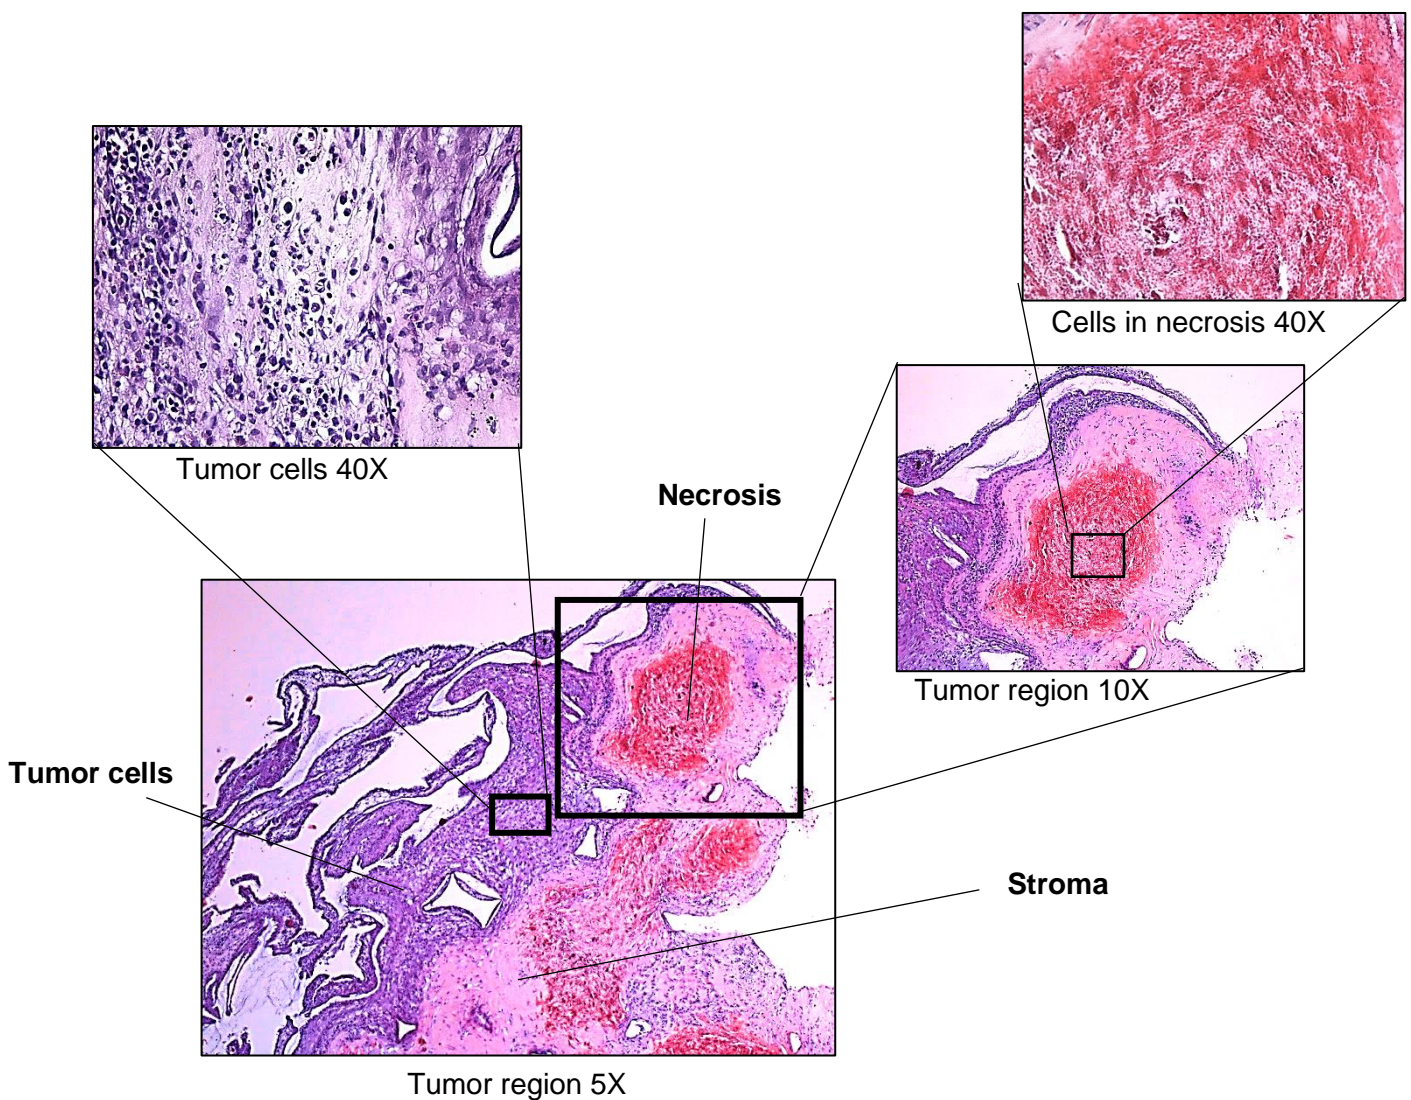 Cells in necrosis 40X
Tumor cells 40X
Necrosis
Tumor region 10X
Tumor cells
Stroma
Tumor region 5X